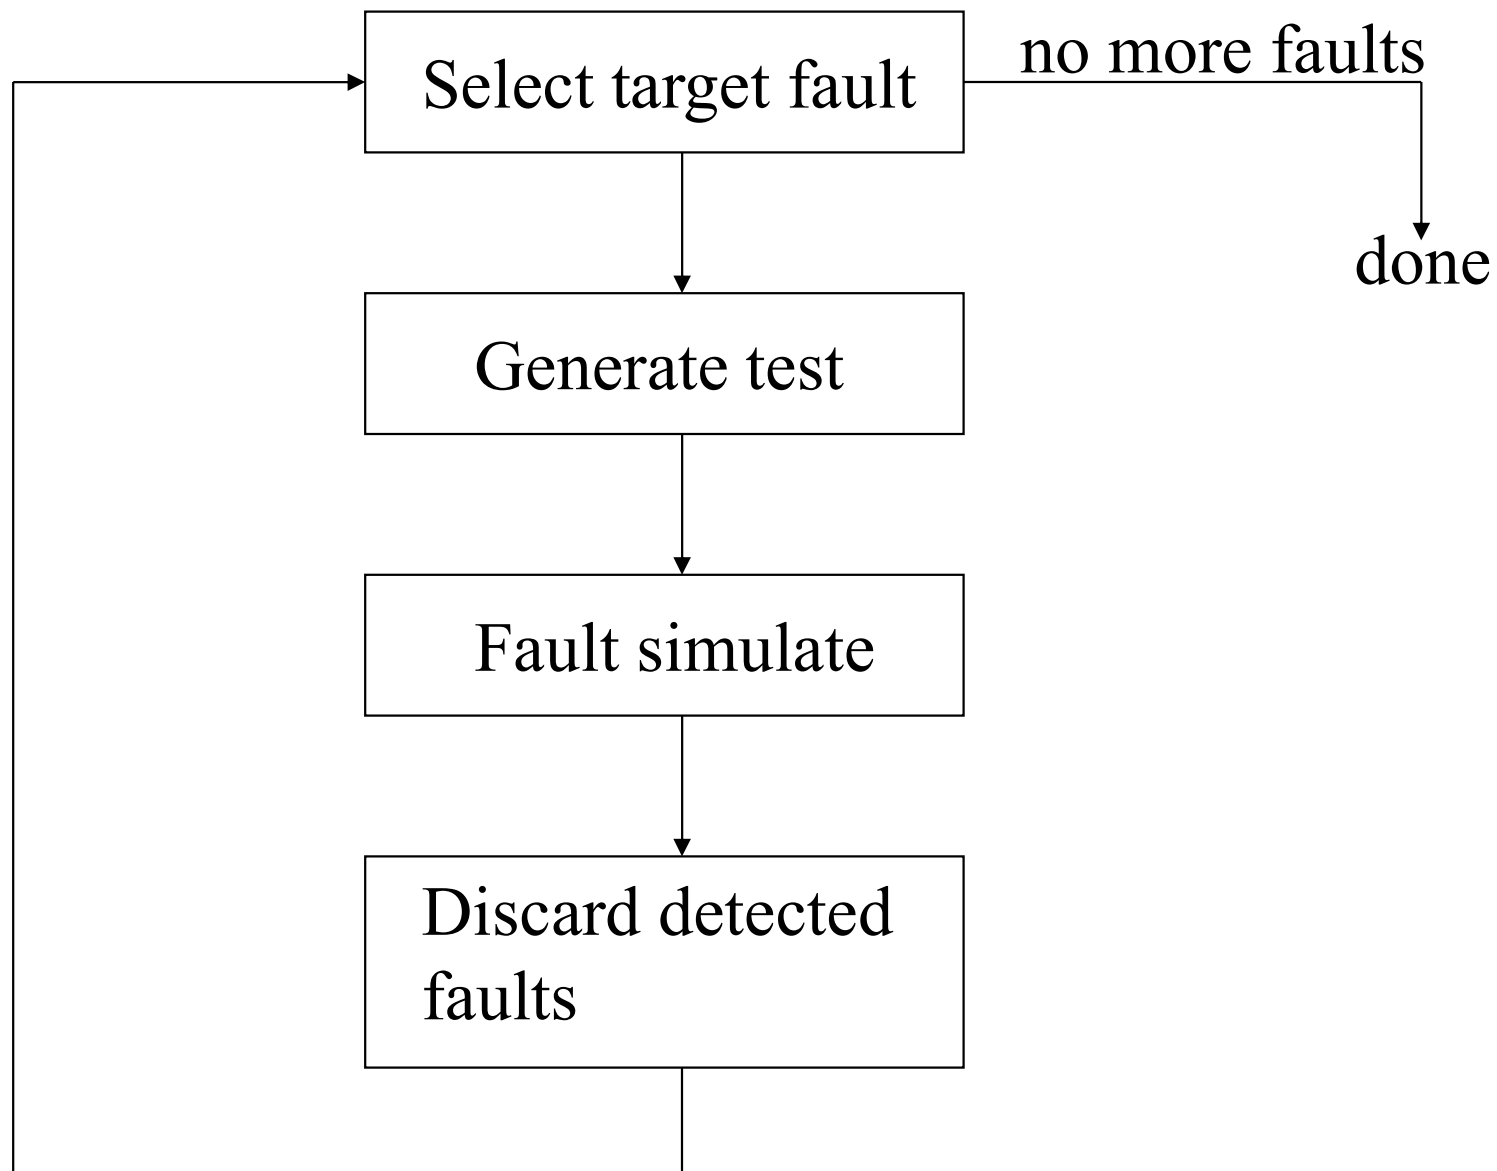 Select target fault
no more faults
done
Generate test
Fault simulate
Discard detected
faults